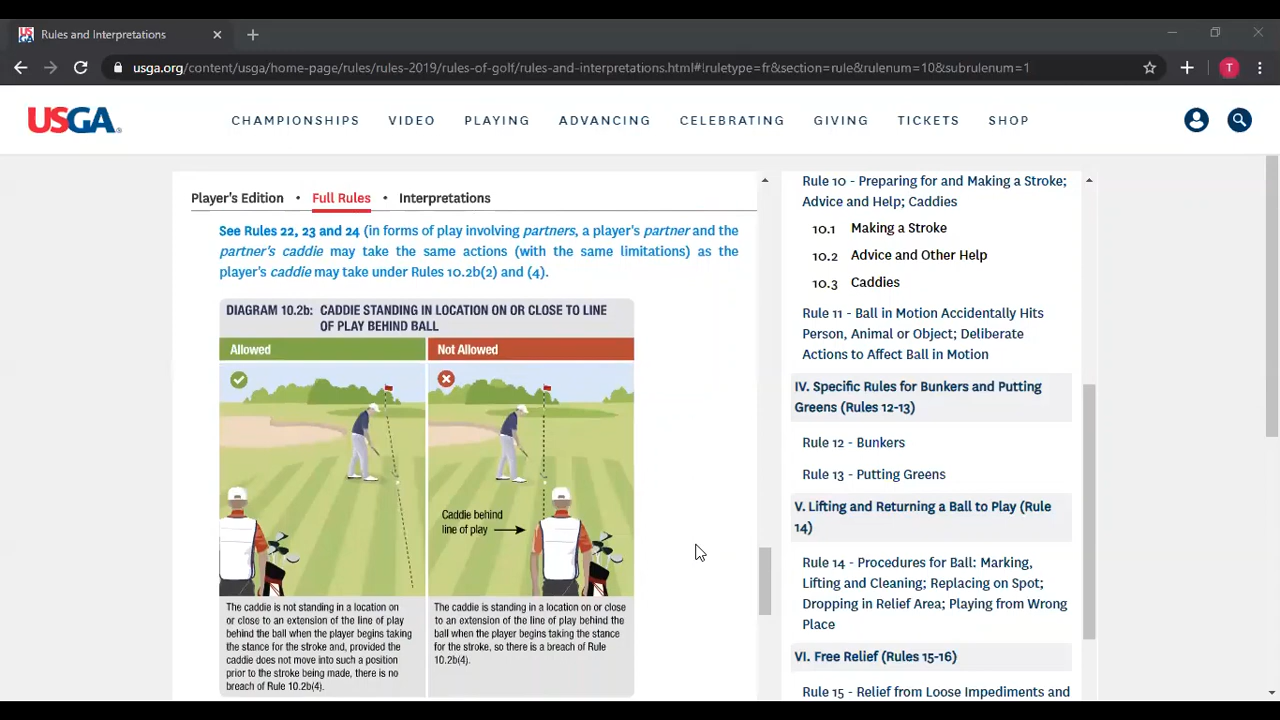 Rules and Interpretations
usga.org/content/usga/home-page/rules/rules-2019/rules-of-golf/rules-and-interpretations.html#!ruletype=fr&section=rule&rulenum=10&subrulenum=1
T
USGA
CHAMPIONSHIPS VIDEO PLAYING ADVANCING CELEBRATING GIVING TICKETS SHOP
Player's Edition • Full Rules • Interpretations
See Rules 22, 23 and 24 (in forms of play involving partners, a player's partner and the
partner's caddie may take the same actions (with the same limitations) as the
player's caddie may take under Rules 10.2b(2) and (4).
DIAGRAM 10.2b: CADDIE STANDING IN LOCATION ON OR CLOSE TO LINE
OF PLAY BEHIND BALL
Allowed
Not Allowed
Caddie behind
line of play
The caddie is not standing in a location on
or close to an extension of the line of play
behind the ball when the player begins taking
the stance for the stroke and, provided the
caddie does not move into such a position
prior to the stroke being made, there is no
breach of Rule 10.2b(4).
The caddie is standing in a location on or close
to an extension of the line of play behind the
ball when the player begins taking the stance
for the stroke, so there is a breach of Rule
10.2b(4).
Rule 10 - Preparing for and Making a Stroke;
Advice and Help; Caddies
10.1 Making a Stroke
10.2 Advice and Other Help
10.3 Caddies
Rule 11 - Ball in Motion Accidentally Hits
Person, Animal or Object; Deliberate
Actions to Affect Ball in Motion
IV. Specific Rules for Bunkers and Putting
Greens (Rules 12-13)
Rule 12 - Bunkers
Rule 13 - Putting Greens
V. Lifting and Returning a Ball to Play (Rule
14)
Rule 14 - Procedures for Ball: Marking,
Lifting and Cleaning; Replacing on Spot;
Dropping in Relief Area; Playing from Wrong
Place
VI. Free Relief (Rules 15-16)
Rule 15 - Relief from Loose Impediments and